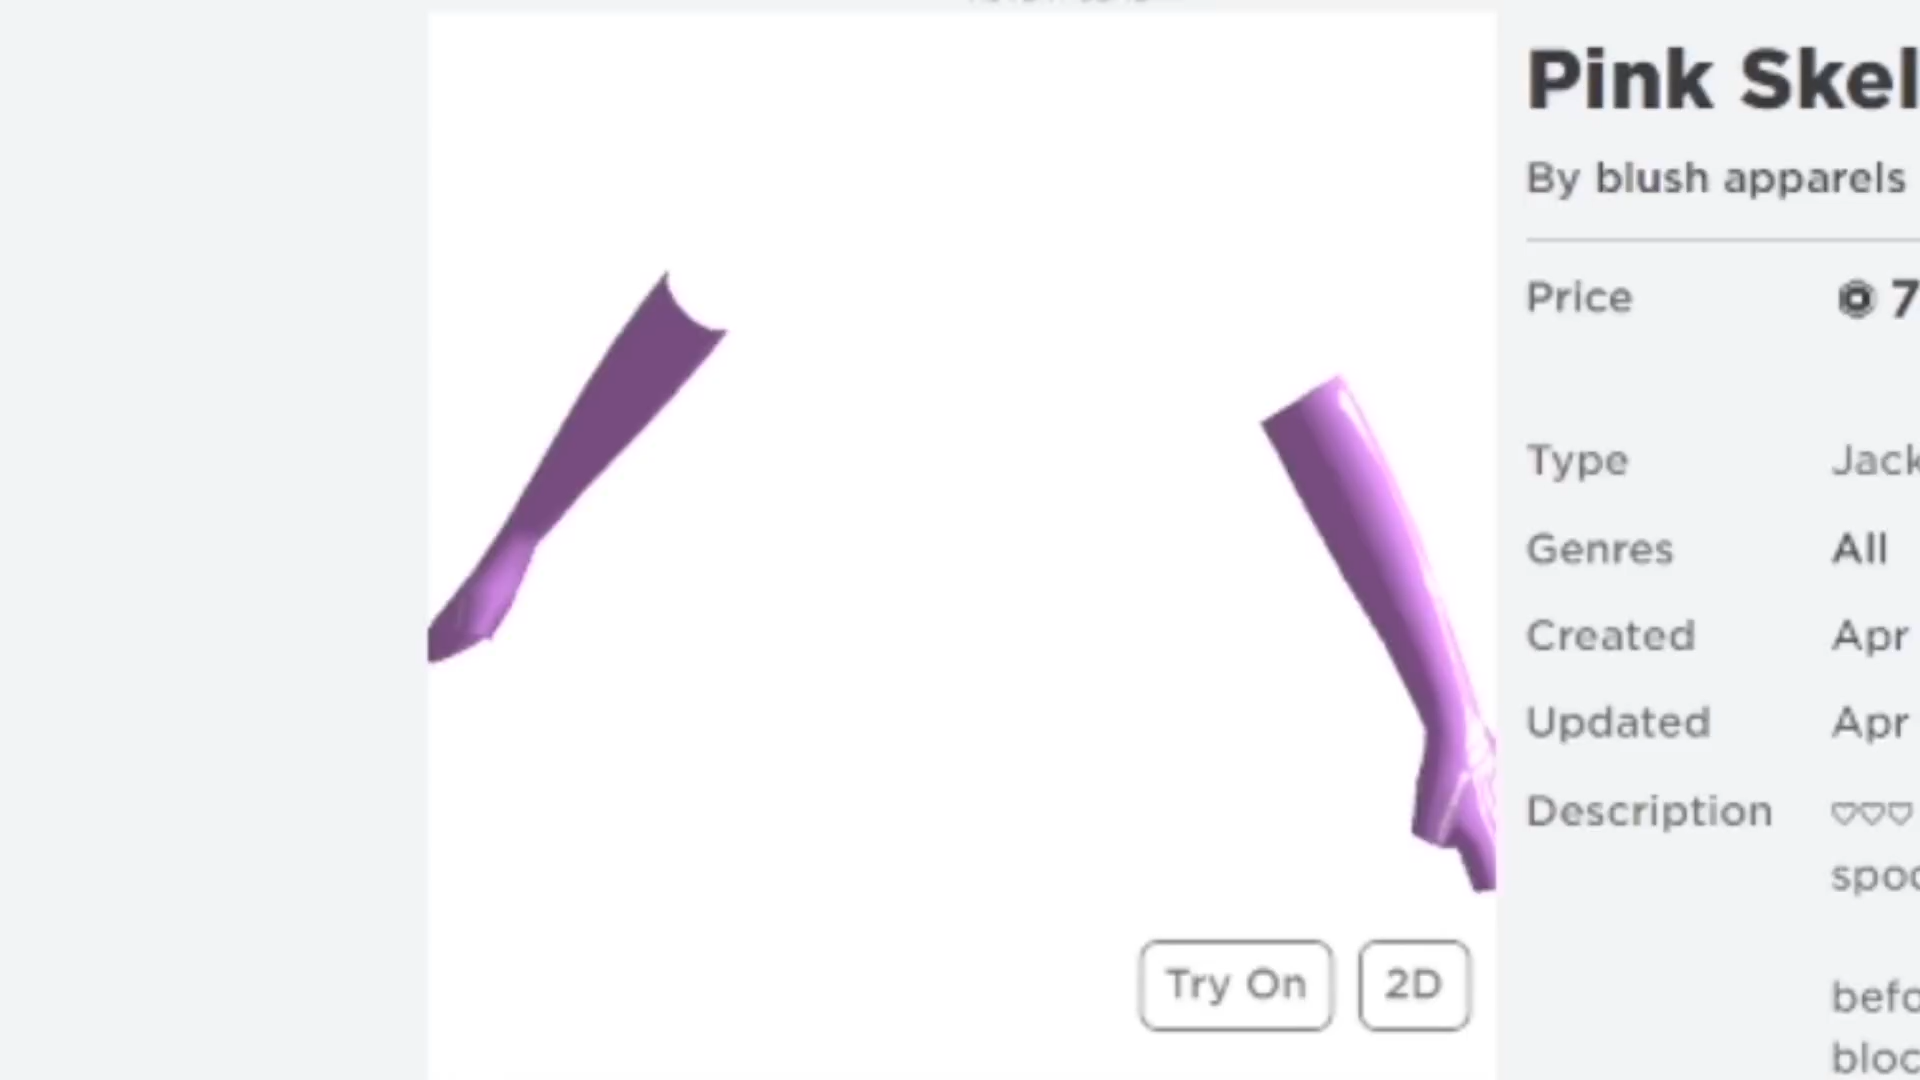 Pink Skel
By blush apparels
Price 7
Type Jack
Genres All
Created Apr
Updated Apr
Description ♡♡♡
spoo
befo
bloc
Try On 2D